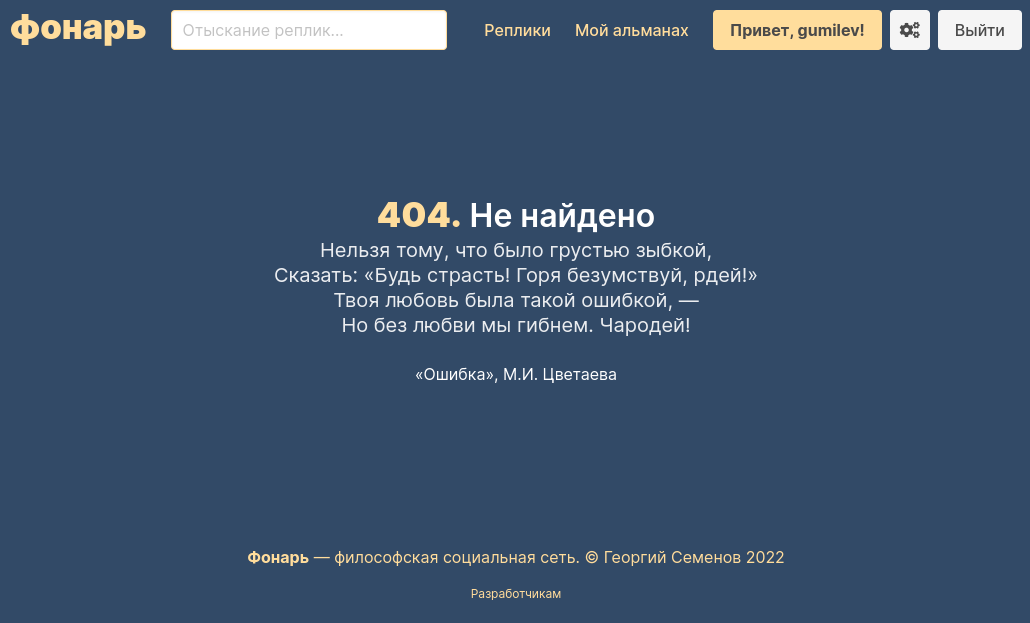 фонарь
Отыскание реплик...
Реплики
Мой альманах
Привет, gumilev!
Выйти
404. Не найдено
Нельзя тому, что было грустью зыбкой,
Сказать: «Будь страсть! Горя безумствуй, рдей!»
Твоя любовь была такой ошибкой, —
Но без любви мы гибнем. Чародей!
«Ошибка», М.И. Цветаева
Фонарь — философская социальная сеть. © Георгий Семенов 2022
Разработчикам